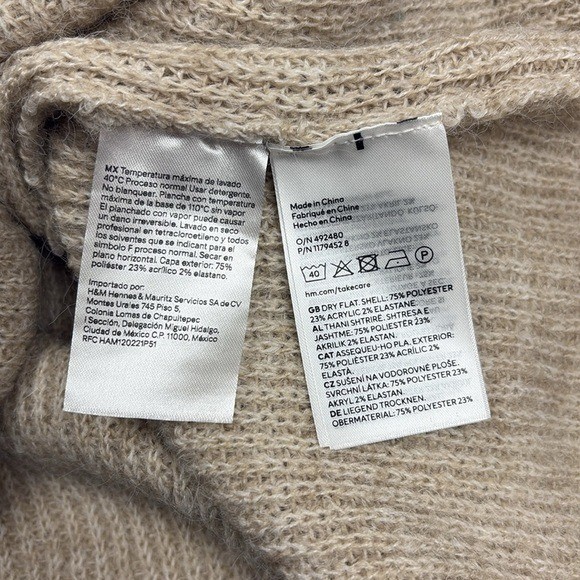 MX Temperatura máxima de lavado
40°C Proceso normal Usar detergente.
No blanquear. Plancha con temperatura
máxima de la base de 110°C sin vapor
El planchado con vapor puede causar
un dano irreversible. Lavado en seco
profesional en tetracloroetileno y todos
los solventes que se indican para el
símbolo F proceso normal. Secar en
plano horizontal. Capa exterior: 75%
poliéster 23% acrílico 2% elastano.
Importado por:
H&M Hennes & Mauritz Servicios SA de CV
Montes Urales 745 Piso 5,
Colonia Lomas de Chapultepec
I Sección, Delegación Miguel Hidalgo,
Ciudad de México C.P. 11000, México
RFC HAM120221P51
Made in China
Fabriqué en Chine
Hecho en China
O/N 492480
P/N 1179452 8
40
P
hm.com/takecare
GB DRY FLAT. SHELL: 75% POLYESTER
23% ACRYLIC 2% ELASTANE.
AL THANI SHTRIRË. SHTRESA E
JASHTME: 75% POLIESTER 23%
AKRILIK 2% ELASTAN.
CAT ASSEQUEU-HO PLA. EXTERIOR:
75% POLIÈSTER 23% ACRÍLIC 2%
ELASTÀ.
CZ SUŠENÍ NA VODOROVNÉ PLOŠE.
SVRCHNÍ LÁTKA: 75% POLYESTER 23%
AKRYL 2% ELASTAN.
DE LIEGEND TROCKNEN.
OBERMATERIAL: 75% POLYESTER 23%